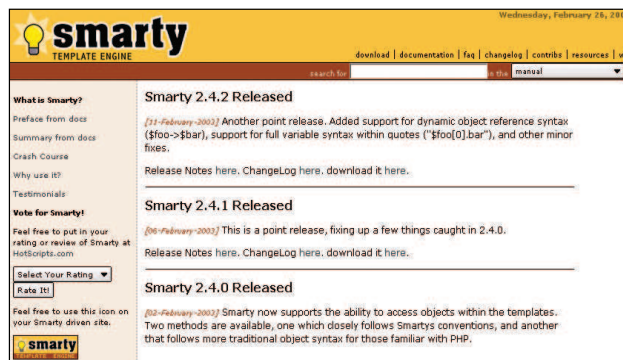 Wednesday, February 26, 200
smarty
TEMPLATE ENGINE
download | documentation | faq | changelog | contribs | resources | w
search for
in the
manual
What is Smarty?
Preface from docs
Summary from docs
Crash Course
Why use it?
Testimonials
Vote for Smarty!
Feel free to put in your
rating or review of Smarty at
HotScripts.com
Select Your Rating
Rate It!
Feel free to use this icon on
your Smarty driven site.
smarty
TEMPLATE ENGINE
Smarty 2.4.2 Released
[11-February-2003] Another point release. Added support for dynamic object reference syntax
($foo->$bar), support for full variable syntax within quotes ("$foo[0].bar"), and other minor
fixes.
Release Notes here. ChangeLog here. download it here.
Smarty 2.4.1 Released
[06-February-2003] This is a point release, fixing up a few things caught in 2.4.0.
Release Notes here. ChangeLog here. download it here.
Smarty 2.4.0 Released
[02-February-2003] Smarty now supports the ability to access objects within the templates.
Two methods are available, one which closely follows Smartys conventions, and another
that follows more traditional object syntax for those familiar with PHP.